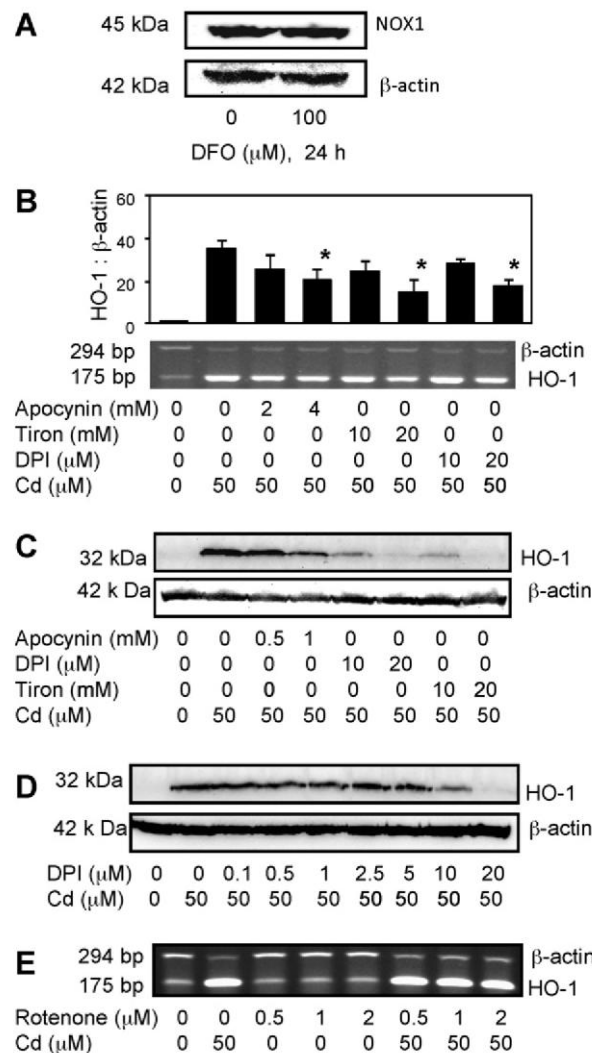 A
45 kDa NOX1
42 kDa β-actin
0 100
DFO (μM), 24 h
B
HO-1 : β-actin
60
40
20
0
* * *
294 bp β-actin
175 bp HO-1
Apocynin (mM) 0 0 2 4 0 0 0 0
Tiron (mM) 0 0 0 0 10 20 0 0
DPI (μM) 0 0 0 0 0 0 10 20
Cd (μM) 0 50 50 50 50 50 50 50
C
32 kDa HO-1
42 k Da β-actin
Apocynin (mM) 0 0 0.5 1 0 0 0 0
DPI (μM) 0 0 0 0 10 20 0 0
Tiron (mM) 0 0 0 0 0 0 10 20
Cd (μM) 0 50 50 50 50 50 50 50
D
32 kDa HO-1
42 k Da β-actin
DPI (μM) 0 0 0.1 0.5 1 2.5 5 10 20
Cd (μM) 0 50 50 50 50 50 50 50 50
E
294 bp β-actin
175 bp HO-1
Rotenone (μM) 0 0 0.5 1 2 0.5 1 2
Cd (μM) 0 50 0 0 0 50 50 50